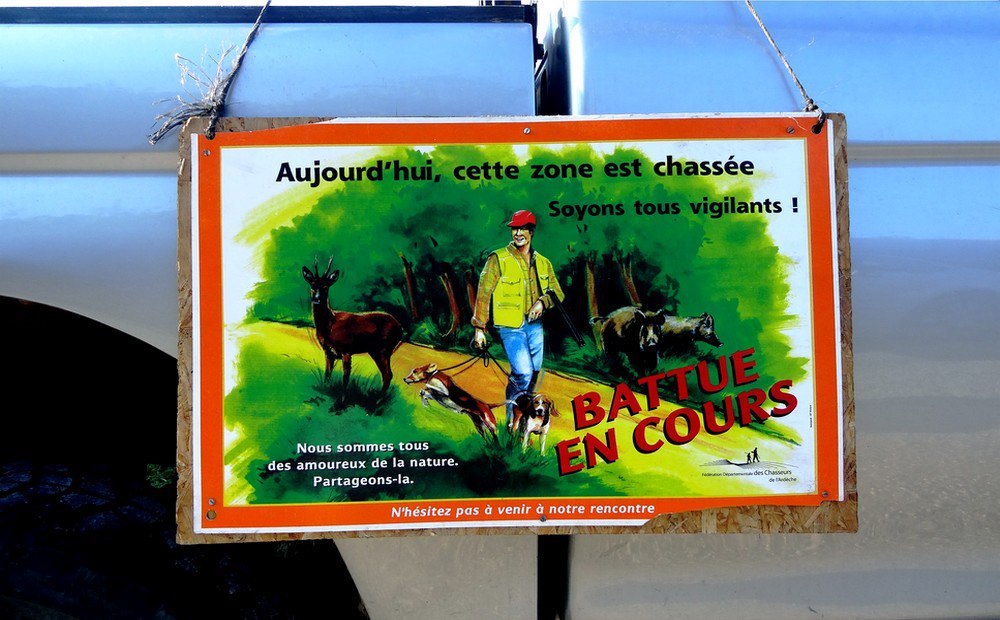 Aujourd'hui, cette zone est chassée
Soyons tous vigilants !
BATTUE
EN COURS
Nous sommes tous
des amoureux de la nature.
Partageons-la.
Fédération Départementale des Chasseurs
de l'Ardèche
N'hésitez pas à venir à notre rencontre